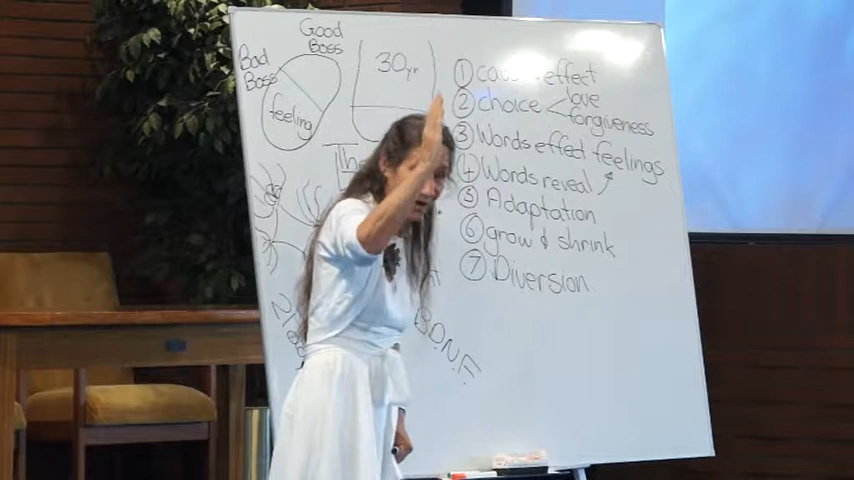 Good
Boss
Bad
Boss
feeling
30yr
The
① cause effect
② choice < love
forgiveness
③ Words effect feelings
④ Words reveal
⑤ Adaptation
⑥ grow & shrink
⑦ Diversion
B.D.N.F